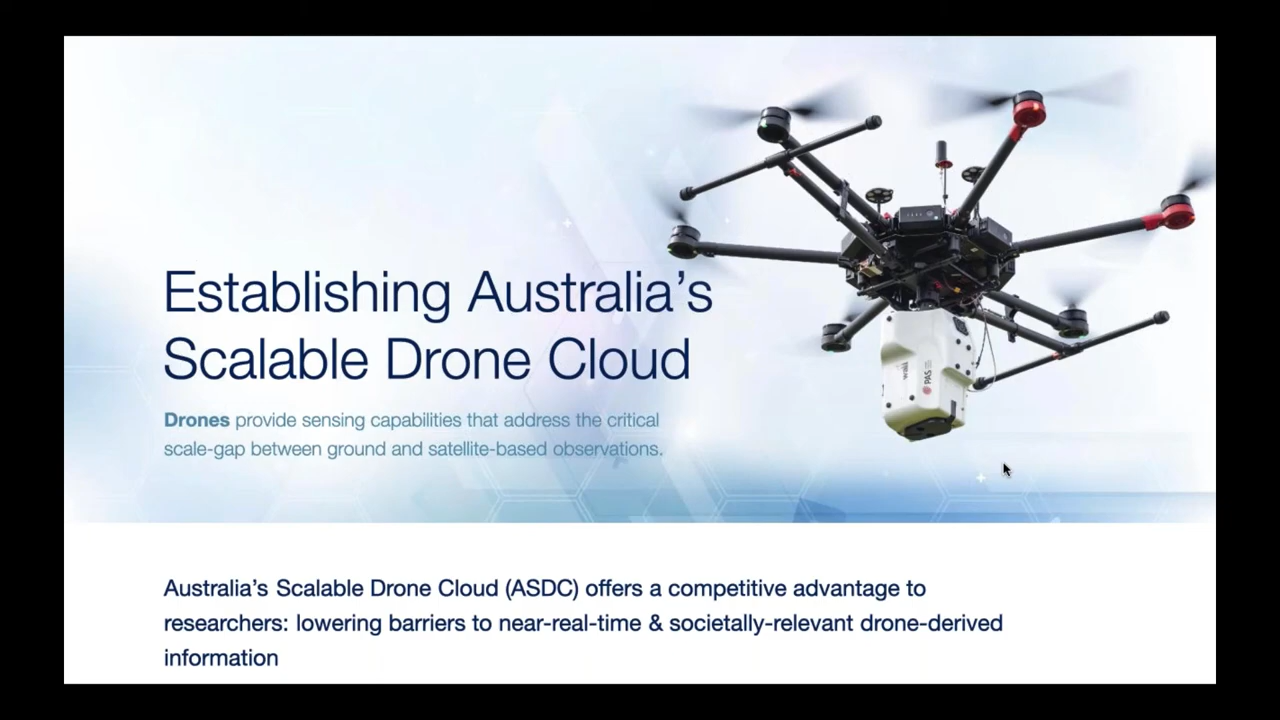 Establishing Australia's
Scalable Drone Cloud
Drones provide sensing capabilities that address the critical
scale-gap between ground and satellite-based observations.
PAS
Australia's Scalable Drone Cloud (ASDC) offers a competitive advantage to
researchers: lowering barriers to near-real-time & societally-relevant drone-derived
information